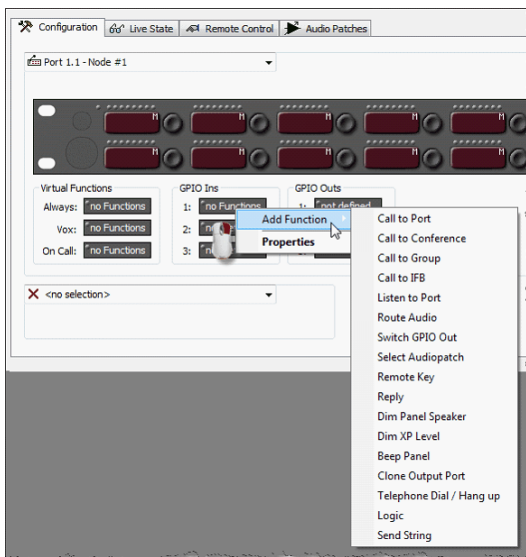 Configuration Live State Remote Control Audio Patches
Port 1.1 - Node #1
M M M M M
M M M M M
Virtual Functions GPIO Ins GPIO Outs
Always: no Functions 1: no Functions 1: not defined
Vox: no Functions 2:
On Call: no Functions 3:
Add Function
Properties
<no selection>
Call to Port
Call to Conference
Call to Group
Call to IFB
Listen to Port
Route Audio
Switch GPIO Out
Select Audiopatch
Remote Key
Reply
Dim Panel Speaker
Dim XP Level
Beep Panel
Clone Output Port
Telephone Dial / Hang up
Logic
Send String